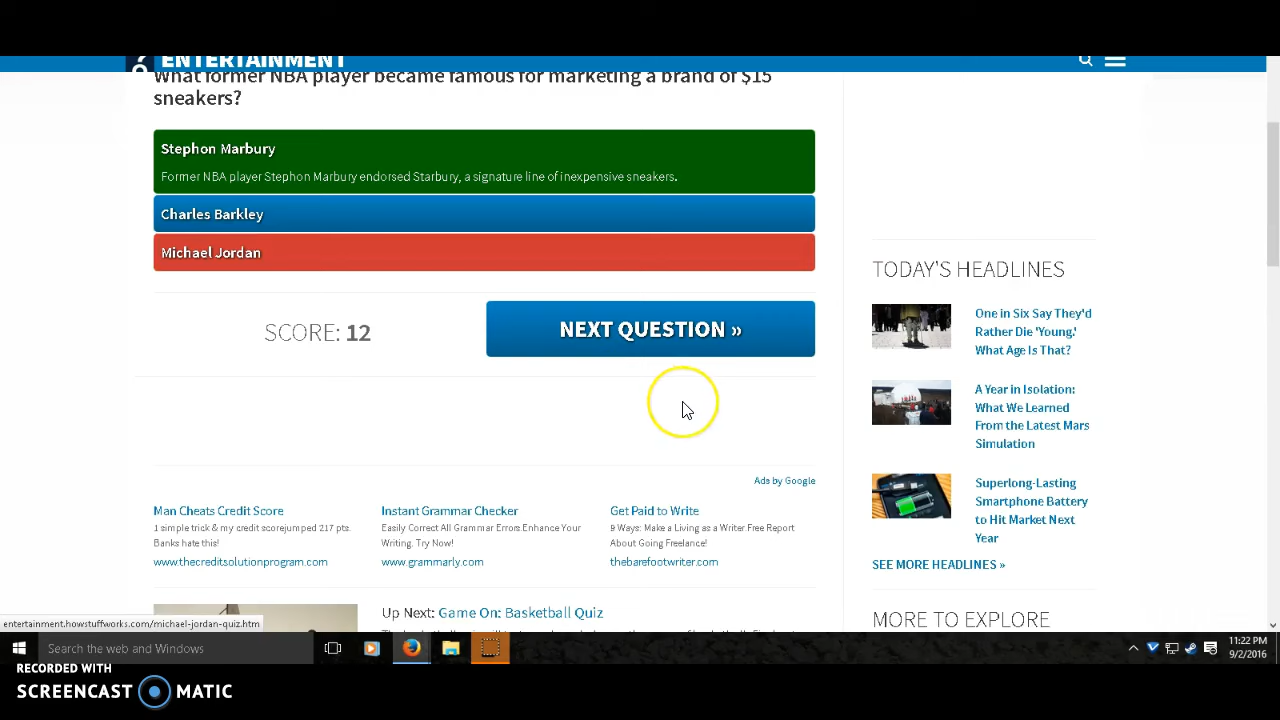 ENTERTAINMENT
What former NBA player became famous for marketing a brand of $15
sneakers?
Stephon Marbury
Former NBA player Stephon Marbury endorsed Starbury, a signature line of inexpensive sneakers.
Charles Barkley
Michael Jordan
SCORE: 12
NEXT QUESTION »
Ads by Google
Man Cheats Credit Score
1 simple trick & my credit scorejumped 217 pts.
Banks hate this!
www.thecreditsolutionprogram.com
Instant Grammar Checker
Easily Correct All Grammar Errors.Enhance Your
Writing. Try Now!
www.grammarly.com
Get Paid to Write
9 Ways: Make a Living as a Writer Free Report
About Going Freelance!
thebarefootwriter.com
Up Next: Game On: Basketball Quiz
TODAY'S HEADLINES
One in Six Say They'd
Rather Die 'Young.'
What Age Is That?
A Year in Isolation:
What We Learned
From the Latest Mars
Simulation
Superlong-Lasting
Smartphone Battery
to Hit Market Next
Year
SEE MORE HEADLINES »
MORE TO EXPLORE
entertainment.howstuffworks.com/michael-jordan-quiz.htm
Search the web and Windows
11:22 PM
9/2/2016
RECORDED WITH
SCREENCAST MATIC